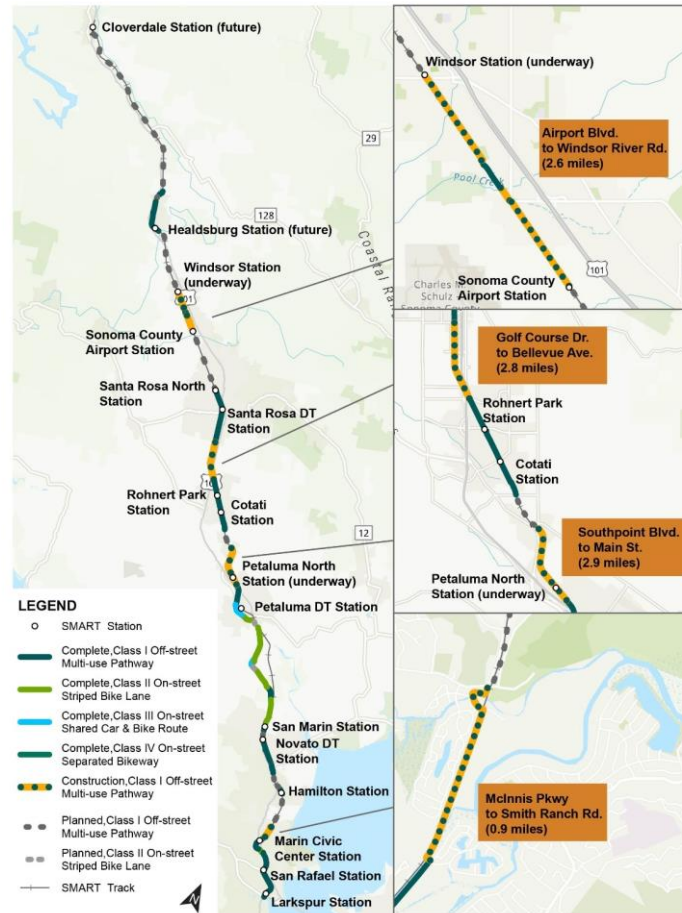 Cloverdale Station (future)
29
128
Coastal Ra
Healdsburg Station (future)
Windsor Station
(underway)
101
Sonoma County
Airport Station
Santa Rosa North
Station
Santa Rosa DT
Station
Rohnert Park
Station
Cotati
Station
12
Petaluma North
Station (underway)
Petaluma DT Station
San Marin Station
Novato DT
Station
Hamilton Station
Marin Civic
Center Station
San Rafael Station
Larkspur Station
LEGEND
SMART Station
Complete,Class I Off-street
Multi-use Pathway
Complete,Class II On-street
Striped Bike Lane
Complete,Class III On-street
Shared Car & Bike Route
Complete,Class IV On-street
Separated Bikeway
Construction,Class I Off-street
Multi-use Pathway
Planned,Class I Off-street
Multi-use Pathway
Planned,Class II On-street
Striped Bike Lane
SMART Track
N
Windsor Station (underway)
Airport Blvd.
to Windsor River Rd.
(2.6 miles)
Pool Creek
101
Charles M
Schulz
Sonoma County
Sonoma County
Airport Station
Golf Course Dr.
to Bellevue Ave.
(2.8 miles)
Rohnert Park
Station
Cotati
Station
Southpoint Blvd.
to Main St.
(2.9 miles)
Petaluma North
Station (underway)
McInnis Pkwy
to Smith Ranch Rd.
(0.9 miles)